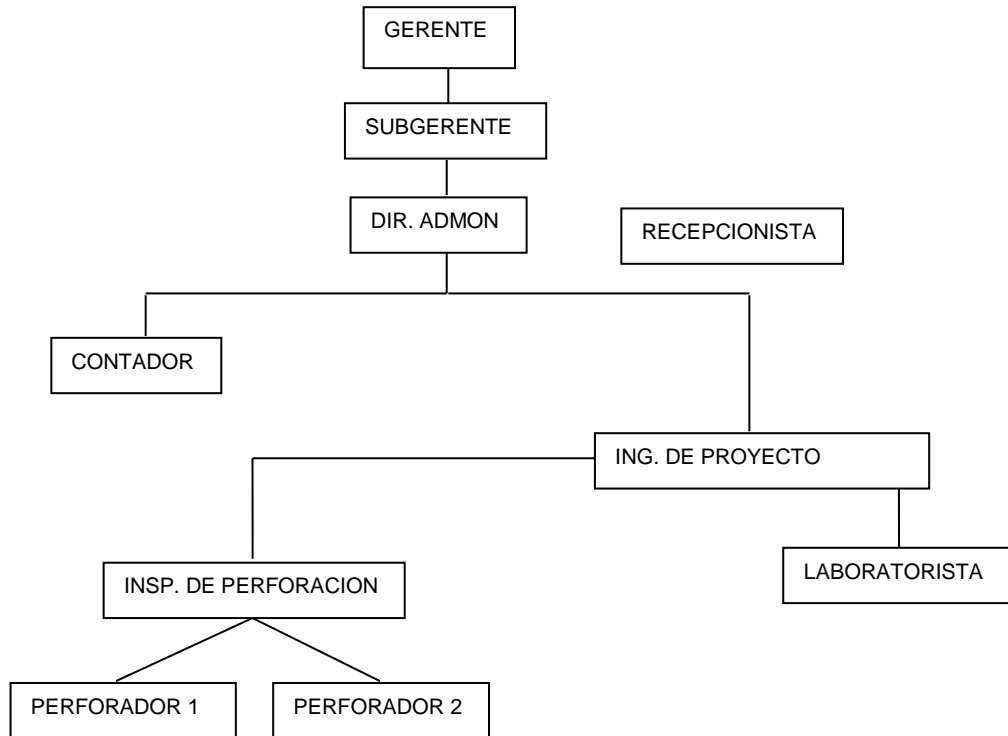 GERENTE
SUBGERENTE
DIR. ADMON
RECEPCIONISTA
CONTADOR
ING. DE PROYECTO
INSP. DE PERFORACION
LABORATORISTA
PERFORADOR 1
PERFORADOR 2